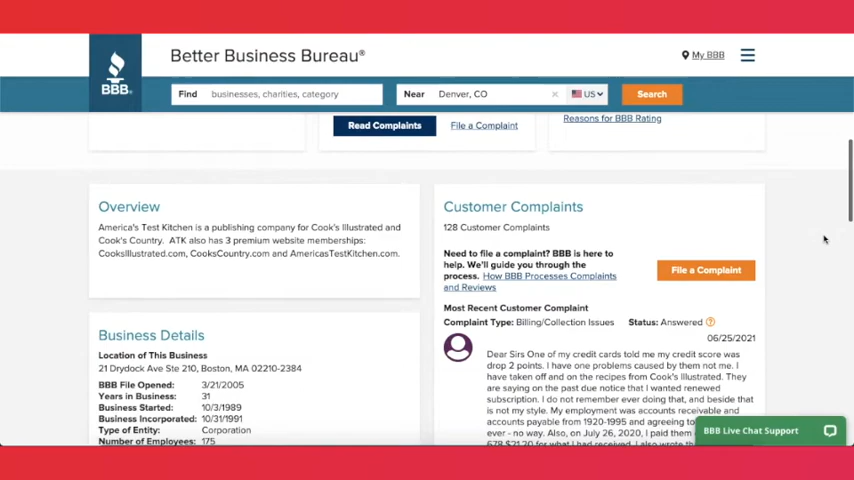 Better Business Bureau®
My BBB
BBB.
Find businesses, charities, category
Near Denver, CO × US
Search
Read Complaints
File a Complaint
Reasons for BBB Rating
Overview
America's Test Kitchen is a publishing company for Cook's Illustrated and
Cook's Country. ATK also has 3 premium website memberships:
CooksIllustrated.com, CooksCountry.com and AmericasTestKitchen.com.
Business Details
Location of This Business
21 Drydock Ave Ste 210, Boston, MA 02210-2384
BBB File Opened: 3/21/2005
Years in Business: 31
Business Started: 10/3/1989
Business Incorporated: 10/31/1991
Type of Entity: Corporation
Number of Employees: 175
Customer Complaints
128 Customer Complaints
Need to file a complaint? BBB is here to
help. We'll guide you through the
process. How BBB Processes Complaints
and Reviews
File a Complaint
Most Recent Customer Complaint
Complaint Type: Billing/Collection Issues Status: Answered ?
06/25/2021
Dear Sirs One of my credit cards told me my credit score was
drop 2 points. I have one problems caused by them not me. I
have taken off and on the recipes from Cook's Illustrated. They
are saying on the past due notice that I wanted renewed
subscription. I do not remember ever doing that, and beside that
is not my style. My employment was accounts receivable and
accounts payable from 1920-1995 and agreeing to
ever - no way. Also, on July 26, 2020, I paid them
678 $21.20 for what I had received. I also wrote
BBB Live Chat Support